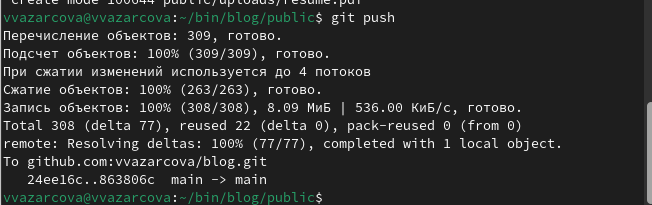 create mode 100644 public/uploads/resume.pdf
vvazarcova@vvazarcova:~/bin/blog/public$ git push
Перечисление объектов: 309, готово.
Подсчет объектов: 100% (309/309), готово.
При сжатии изменений используется до 4 потоков
Сжатие объектов: 100% (263/263), готово.
Запись объектов: 100% (308/308), 8.09 МиБ | 536.00 КиБ/с, готово.
Total 308 (delta 77), reused 22 (delta 0), pack-reused 0 (from 0)
remote: Resolving deltas: 100% (77/77), completed with 1 local object.
To github.com:vvazarcova/blog.git
   24ee16c..863806c  main -> main
vvazarcova@vvazarcova:~/bin/blog/public$